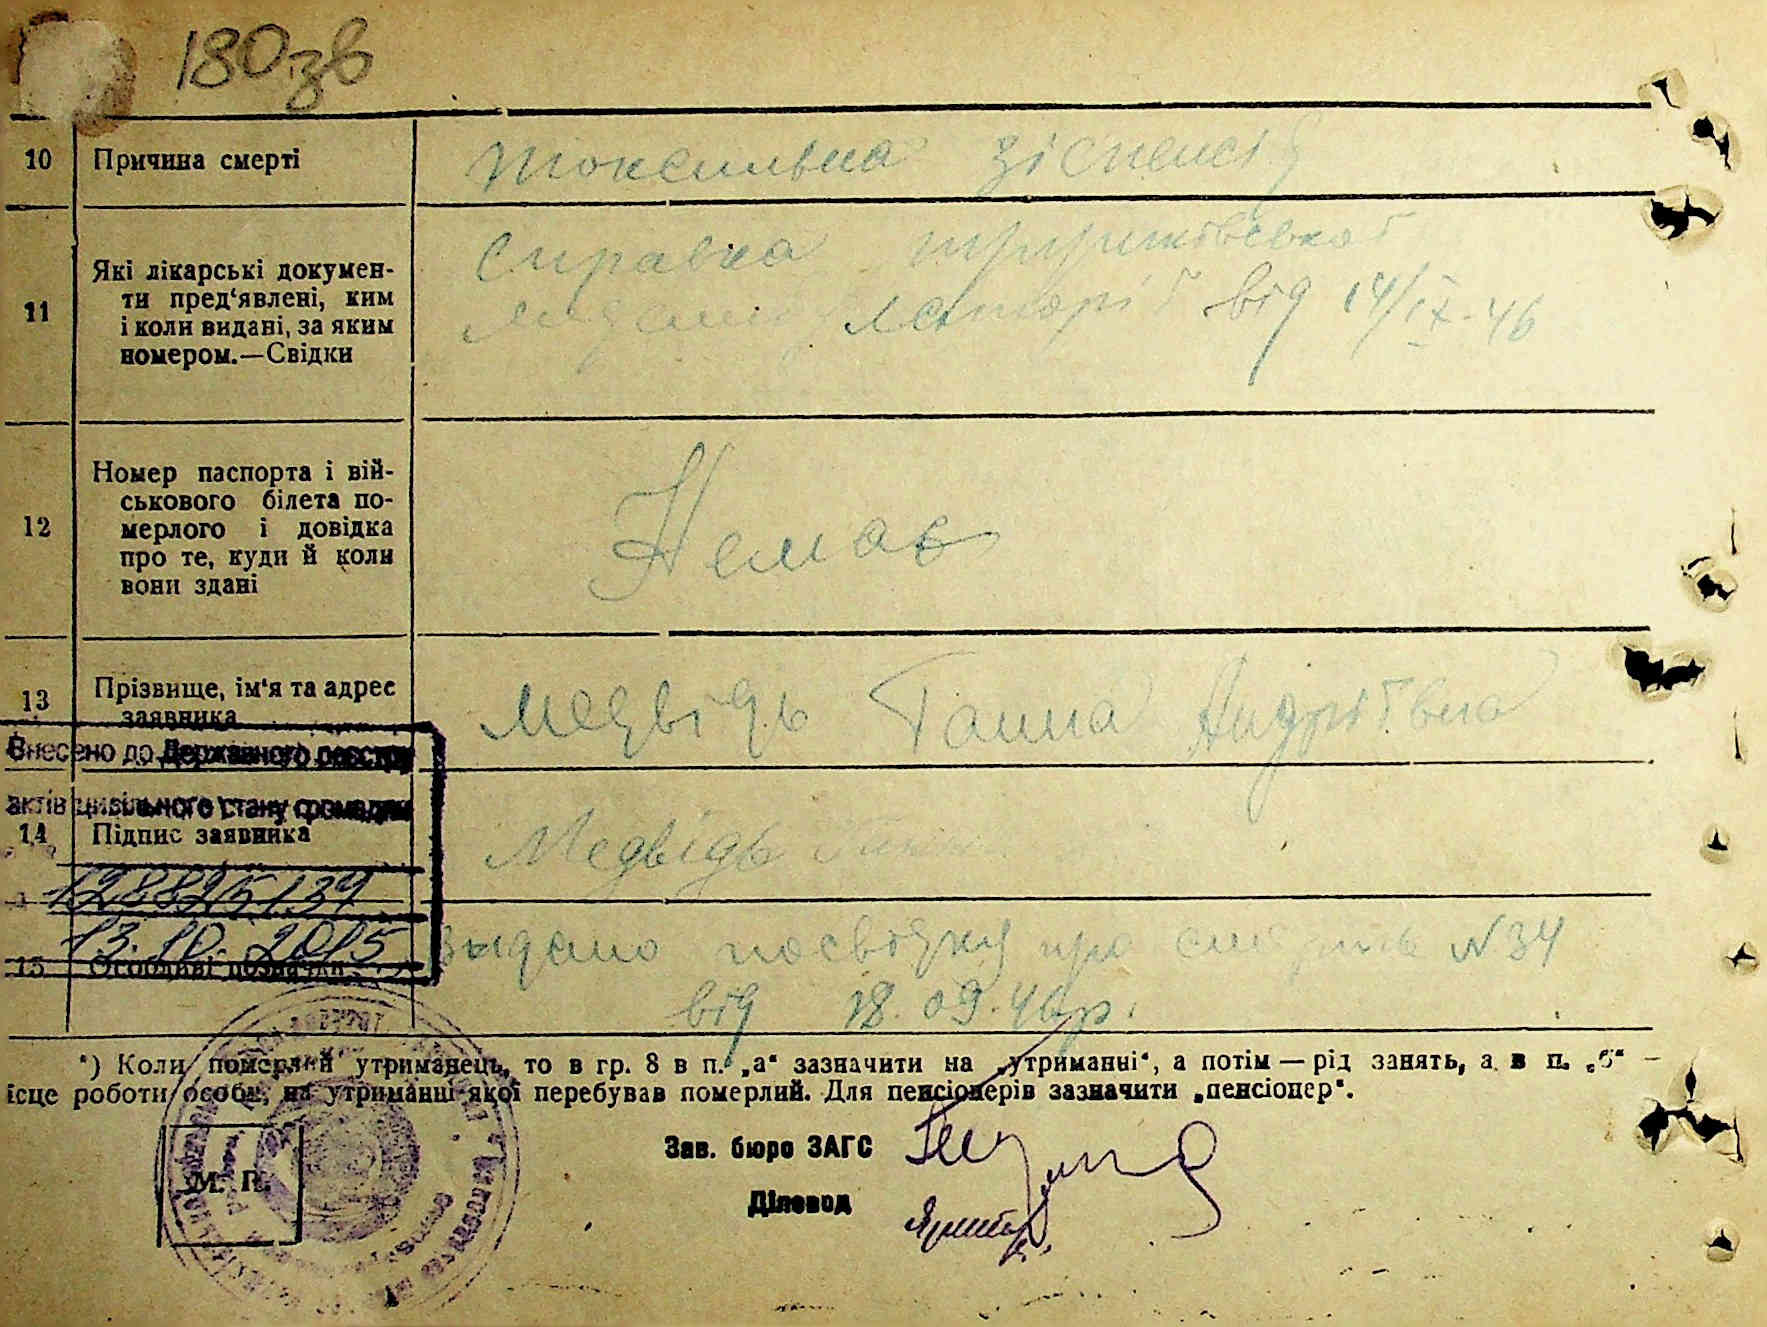 180зв
10 Причина смерті
11 Які лікарські докумен-
ти пред‘явлені, ким
і коли видані, за яким
номером.—Свідки
Справка
від 14/IX-46
12 Номер паспорта і вій-
ськового білета по-
мерлого і довідка
про те, куди й коли
вони здані
Немає
13 Прізвище, ім‘я та адрес
заявника
Медвідь Ганна Андріївна
Внесено до Державного реєстру
актів цивільного стану громадян
14 Підпис заявника
Медвідь
13.10.2015
15 Особливі позначки
видано посвідку про смерть №34
від 18.09.46р.
*) Коли померлий утриманець, то в гр. 8 в п. „а“ зазначити на „утриманні“, а потім — рід занять, а в п. „б“ —
ісце роботи особи, на утриманні якої перебував померлий. Для пенсіонерів зазначити „пенсіонер“.
Зав. бюро ЗАГС
М. П.
Діловод